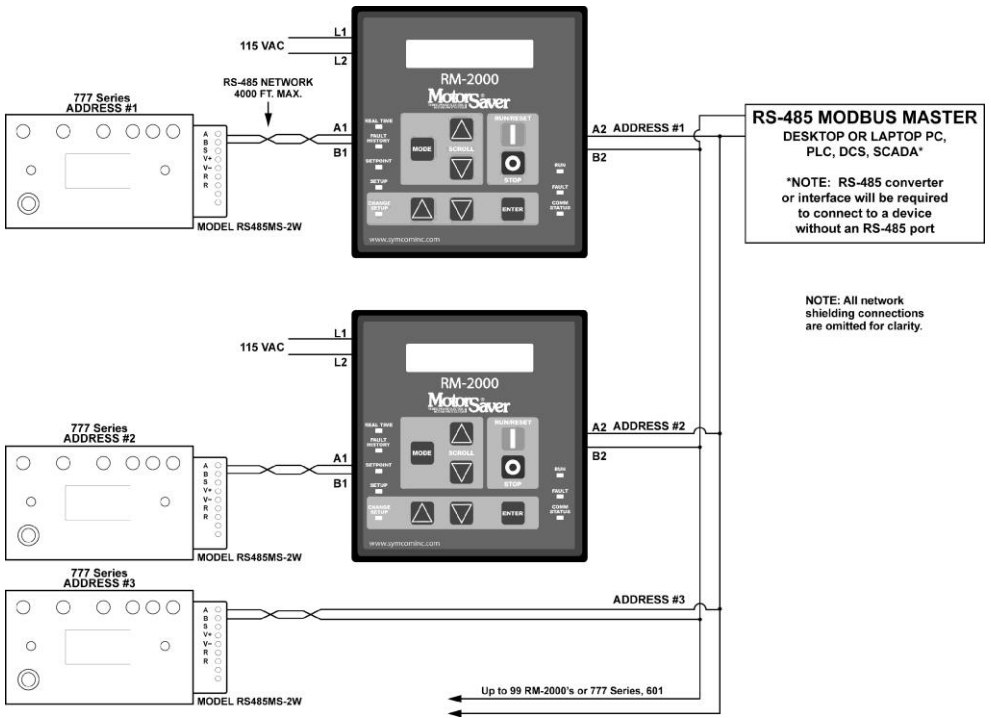 L1
115 VAC
L2
RS-485 NETWORK
4000 FT. MAX.
777 Series
ADDRESS #1
A
B
S
V+
V–
R
R
MODEL RS485MS-2W
A1
B1
RM-2000
MotorSaver
REAL TIME
FAULT
HISTORY
SETPOINT
SETUP
CHANGE
SETUP
MODE
SCROLL
RUN/RESET
STOP
ENTER
RUN
FAULT
COMM
STATUS
www.symcominc.com
A2 ADDRESS #1
B2
RS-485 MODBUS MASTER
DESKTOP OR LAPTOP PC,
PLC, DCS, SCADA*
*NOTE: RS-485 converter
or interface will be required
to connect to a device
without an RS-485 port
NOTE: All network
shielding connections
are omitted for clarity.
L1
115 VAC
L2
777 Series
ADDRESS #2
A
B
S
V+
V–
R
R
MODEL RS485MS-2W
A1
B1
RM-2000
MotorSaver
REAL TIME
FAULT
HISTORY
SETPOINT
SETUP
CHANGE
SETUP
MODE
SCROLL
RUN/RESET
STOP
ENTER
RUN
FAULT
COMM
STATUS
www.symcominc.com
A2 ADDRESS #2
B2
777 Series
ADDRESS #3
A
B
S
V+
V–
R
R
MODEL RS485MS-2W
ADDRESS #3
Up to 99 RM-2000's or 777 Series, 601